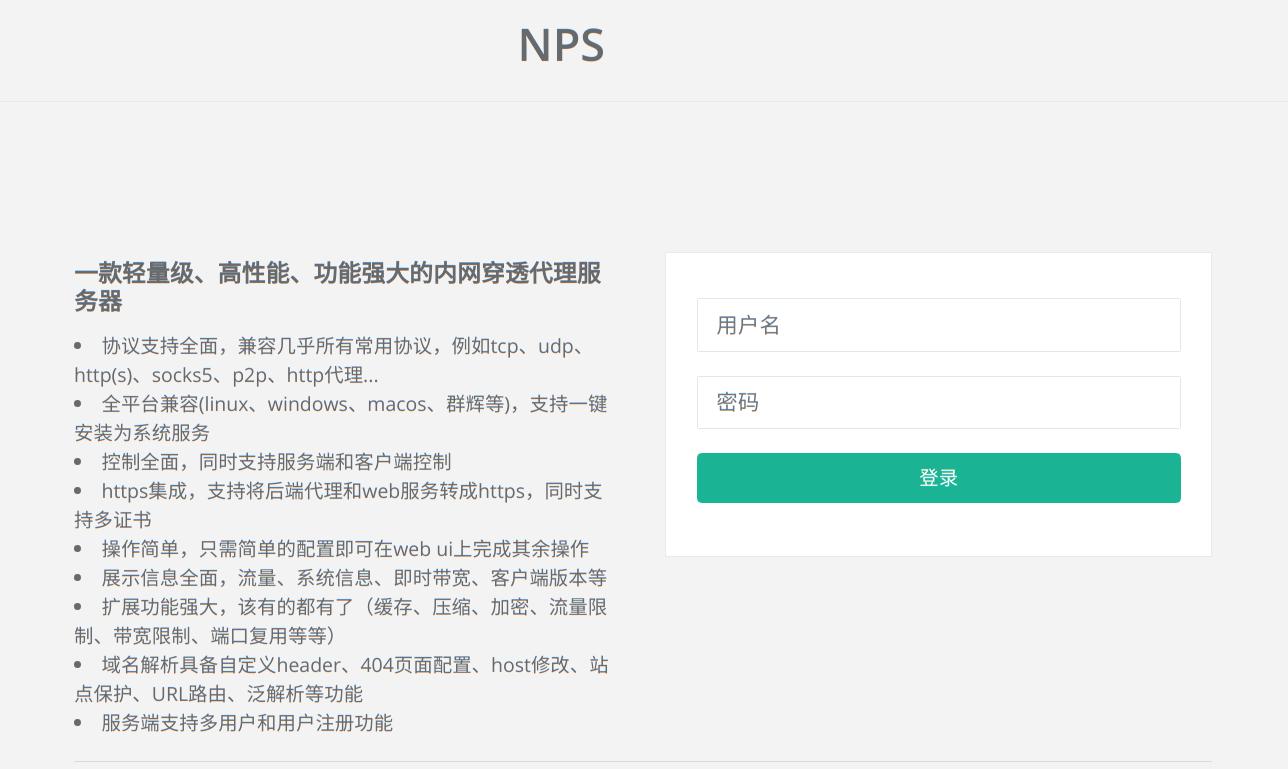 NPS
一款轻量级、高性能、功能强大的内网穿透代理服
务器
• 协议支持全面，兼容几乎所有常用协议，例如tcp、udp、
http(s)、socks5、p2p、http代理...
• 全平台兼容(linux、windows、macos、群辉等)，支持一键
安装为系统服务
• 控制全面，同时支持服务端和客户端控制
• https集成，支持将后端代理和web服务转成https，同时支
持多证书
• 操作简单，只需简单的配置即可在web ui上完成其余操作
• 展示信息全面，流量、系统信息、即时带宽、客户端版本等
• 扩展功能强大，该有的都有了（缓存、压缩、加密、流量限
制、带宽限制、端口复用等等）
• 域名解析具备自定义header、404页面配置、host修改、站
点保护、URL路由、泛解析等功能
• 服务端支持多用户和用户注册功能
用户名
密码
登录